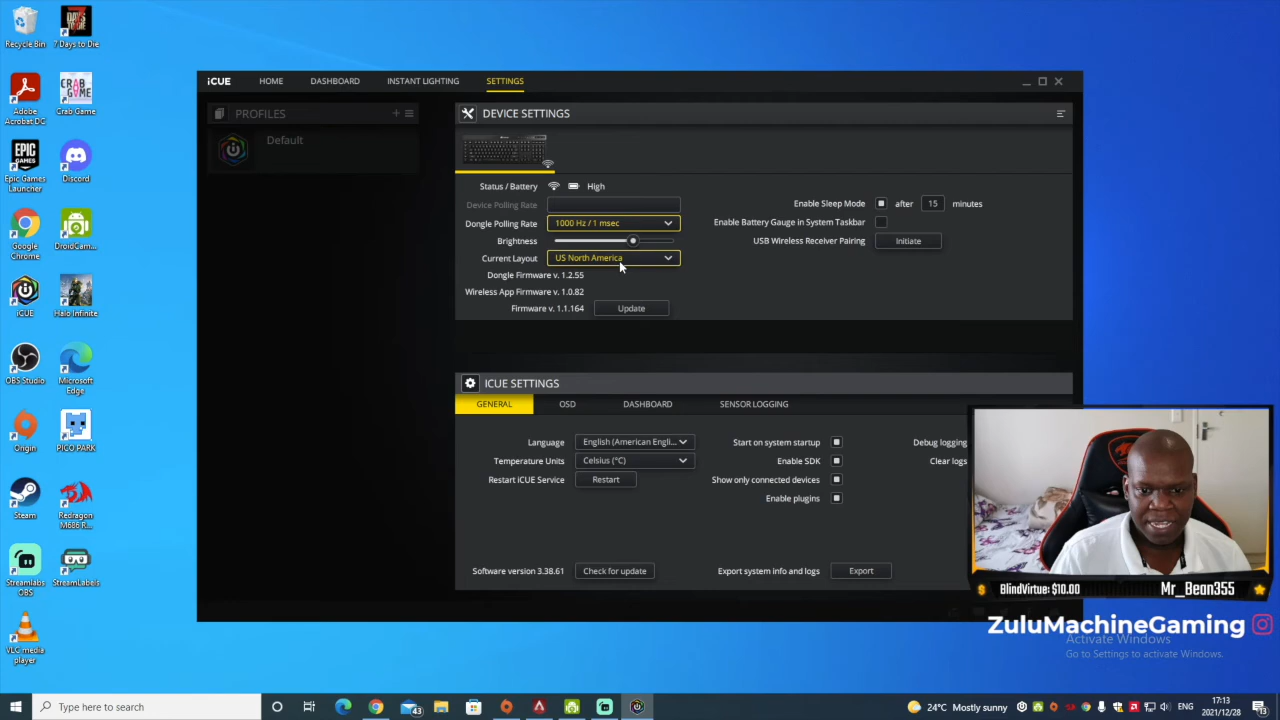 Recycle Bin
7 Days to Die
Adobe
Acrobat DC
Crab Game
Epic Games
Launcher
Discord
Google
Chrome
DroidCam...
iCUE
Halo Infinite
OBS Studio
Microsoft
Edge
Origin
PICO PARK
Steam
Redragon
M686 R...
Streamlabs
OBS
StreamLabels
VLC media
player
iCUE
HOME
DASHBOARD
INSTANT LIGHTING
SETTINGS
PROFILES
Default
DEVICE SETTINGS
Status / Battery
High
Device Polling Rate
Dongle Polling Rate
1000 Hz / 1 msec
Brightness
Current Layout
US North America
Dongle Firmware v. 1.2.55
Wireless App Firmware v. 1.0.82
Firmware v. 1.1.164
Update
Enable Sleep Mode
after
15
minutes
Enable Battery Gauge in System Taskbar
USB Wireless Receiver Pairing
Initiate
ICUE SETTINGS
GENERAL
OSD
DASHBOARD
SENSOR LOGGING
Language
English (American Engli...
Temperature Units
Celsius (°C)
Restart iCUE Service
Restart
Start on system startup
Enable SDK
Show only connected devices
Enable plugins
Debug logging
Clear logs
Software version 3.38.61
Check for update
Export system info and logs
Export
BlindVirtue: $10.00
Mr_Bean355
ZuluMachineGaming
Activate Windows
Go to Settings to activate Windows.
Type here to search
43
24°C Mostly sunny
ENG
17:13
2021/12/28
13